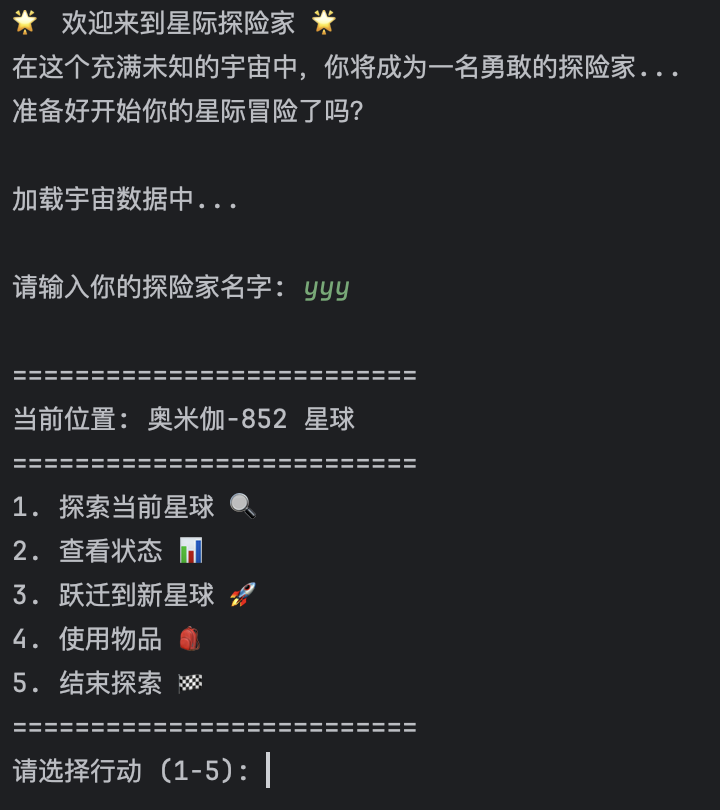 🌟 欢迎来到星际探险家 🌟
在这个充满未知的宇宙中，你将成为一名勇敢的探险家...
准备好开始你的星际冒险了吗？
加载宇宙数据中...
请输入你的探险家名字: yyy
==========================
当前位置: 奥米伽-852 星球
==========================
1. 探索当前星球 🔍
2. 查看状态 📊
3. 跃迁到新星球 🚀
4. 使用物品 🎒
5. 结束探索 🏁
==========================
请选择行动 (1-5):